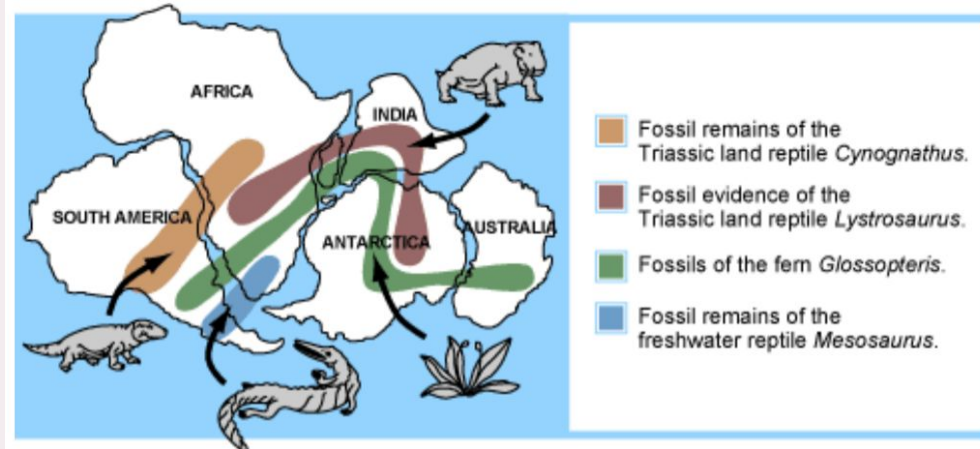 AFRICA
INDIA
SOUTH AMERICA
ANTARCTICA
AUSTRALIA
Fossil remains of the
Triassic land reptile Cynognathus.
Fossil evidence of the
Triassic land reptile Lystrosaurus.
Fossils of the fern Glossopteris.
Fossil remains of the
freshwater reptile Mesosaurus.